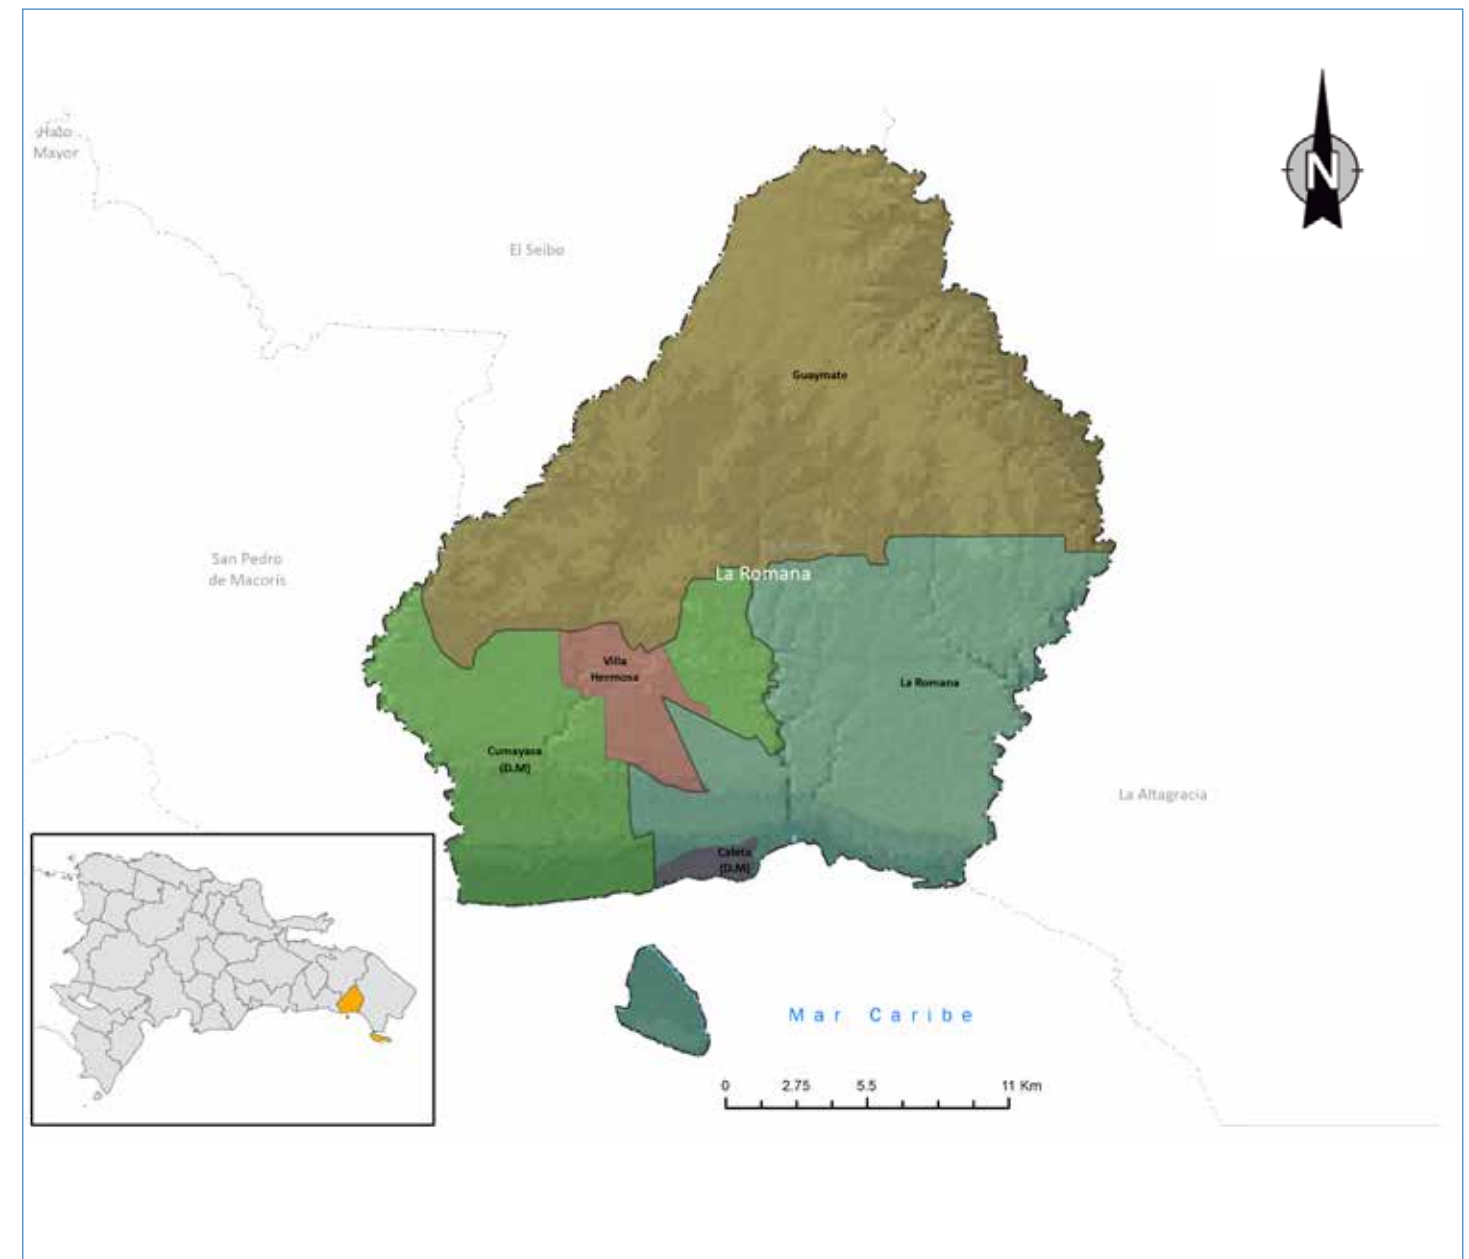 N
Hato
Mayor
El Seibo
Guaymate
San Pedro
de Macorís
La Romana
Villa
Hermosa
La Romana
Cumayasa
(D.M)
La Altagracia
Caleta
(D.M)
Mar Caribe
0 2.75 5.5 11 Km